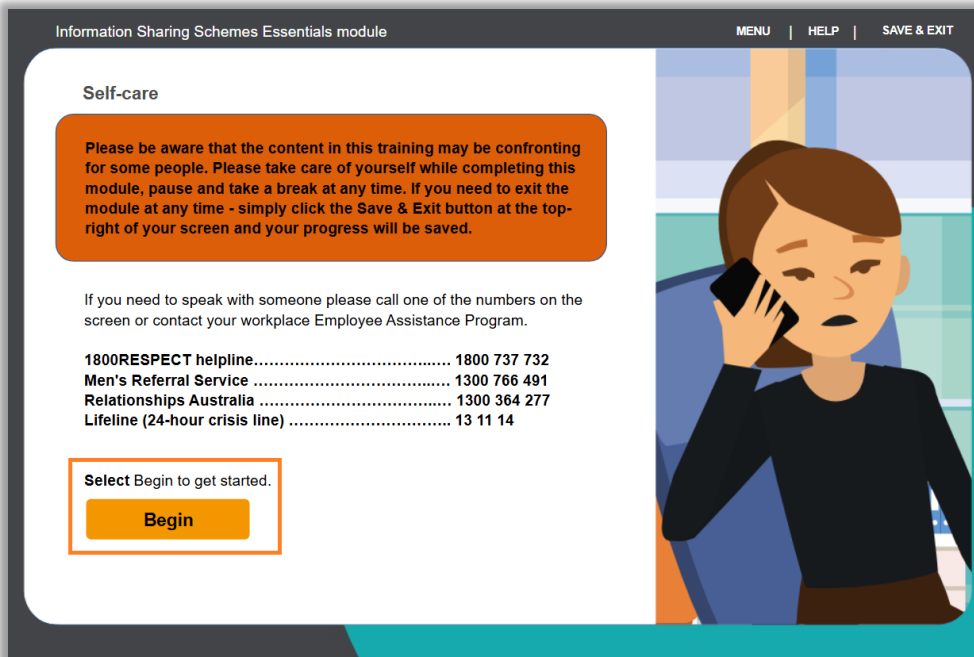 Information Sharing Schemes Essentials module
MENU | HELP | SAVE & EXIT
Self-care
Please be aware that the content in this training may be confronting
for some people. Please take care of yourself while completing this
module, pause and take a break at any time. If you need to exit the
module at any time - simply click the Save & Exit button at the top-
right of your screen and your progress will be saved.
If you need to speak with someone please call one of the numbers on the
screen or contact your workplace Employee Assistance Program.
1800RESPECT helpline…………………………..…. 1800 737 732
Men's Referral Service …………………………..…. 1300 766 491
Relationships Australia …………………………..…. 1300 364 277
Lifeline (24-hour crisis line) ……………………….. 13 11 14
Select Begin to get started.
Begin